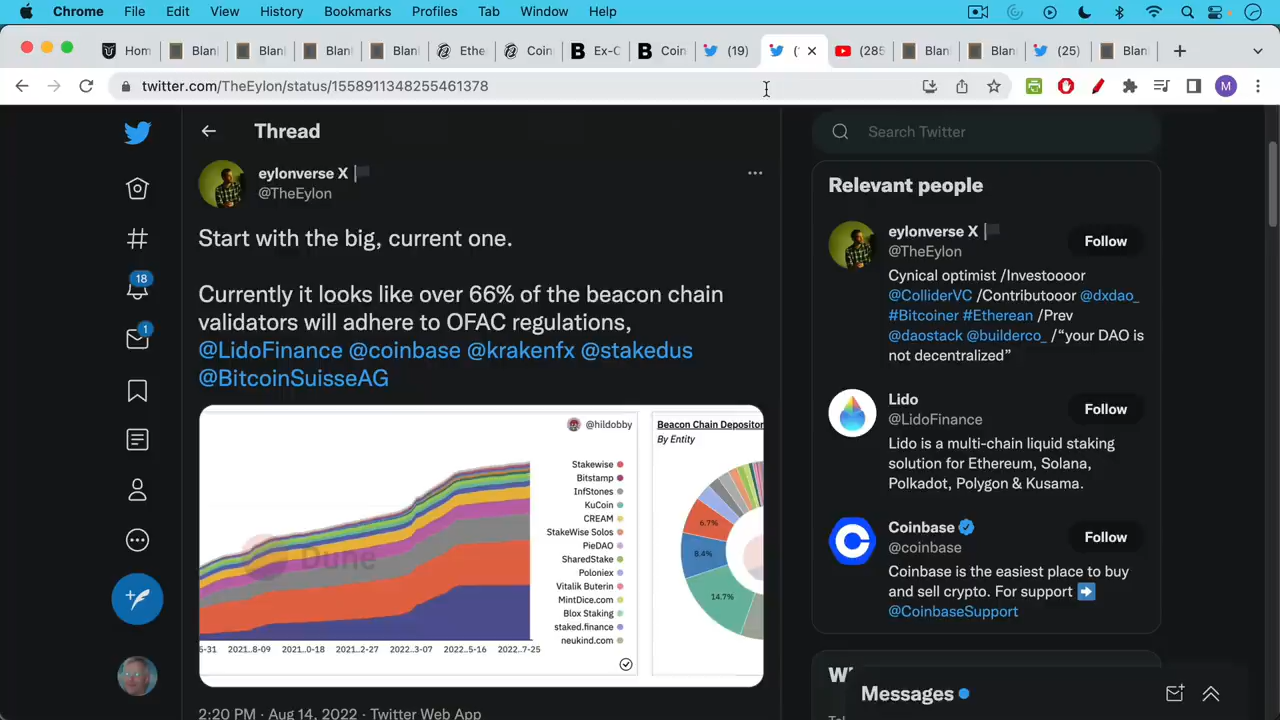 Chrome File Edit View History Bookmarks Profiles Tab Window Help
Hom Blan Blan Blan Blan Ethe Coin Ex-C Coin (19) (285 Blan Blan (25) Blan
twitter.com/TheEylon/status/1558911348255461378
M
Thread
Search Twitter
eylonverse X
@TheEylon
Start with the big, current one.
Currently it looks like over 66% of the beacon chain
validators will adhere to OFAC regulations,
@LidoFinance @coinbase @krakenfx @stakedus
@BitcoinSuisseAG
18
1
@hildobby
Stakewise
Bitstamp
InfStones
KuCoin
CREAM
StakeWise Solos
PieDAO
SharedStake
Poloniex
Vitalik Buterin
MintDice.com
Blox Staking
staked.finance
neukind.com
Dune
6-31 2021..8-09 2021..0-18 2021..2-27 2022..3-07 2022..5-16 2022..7-25
Beacon Chain Depositor
By Entity
6.7%
8.4%
14.7%
2:20 PM · Aug 14, 2022 · Twitter Web App
Relevant people
eylonverse X
@TheEylon
Follow
Cynical optimist /Investoooor
@ColliderVC /Contributooor @dxdao_
#Bitcoiner #Etherean /Prev
@daostack @builderco_ /“your DAO is
not decentralized”
Lido
@LidoFinance
Follow
Lido is a multi-chain liquid staking
solution for Ethereum, Solana,
Polkadot, Polygon & Kusama.
Coinbase
@coinbase
Follow
Coinbase is the easiest place to buy
and sell crypto. For support ➡
@CoinbaseSupport
Messages